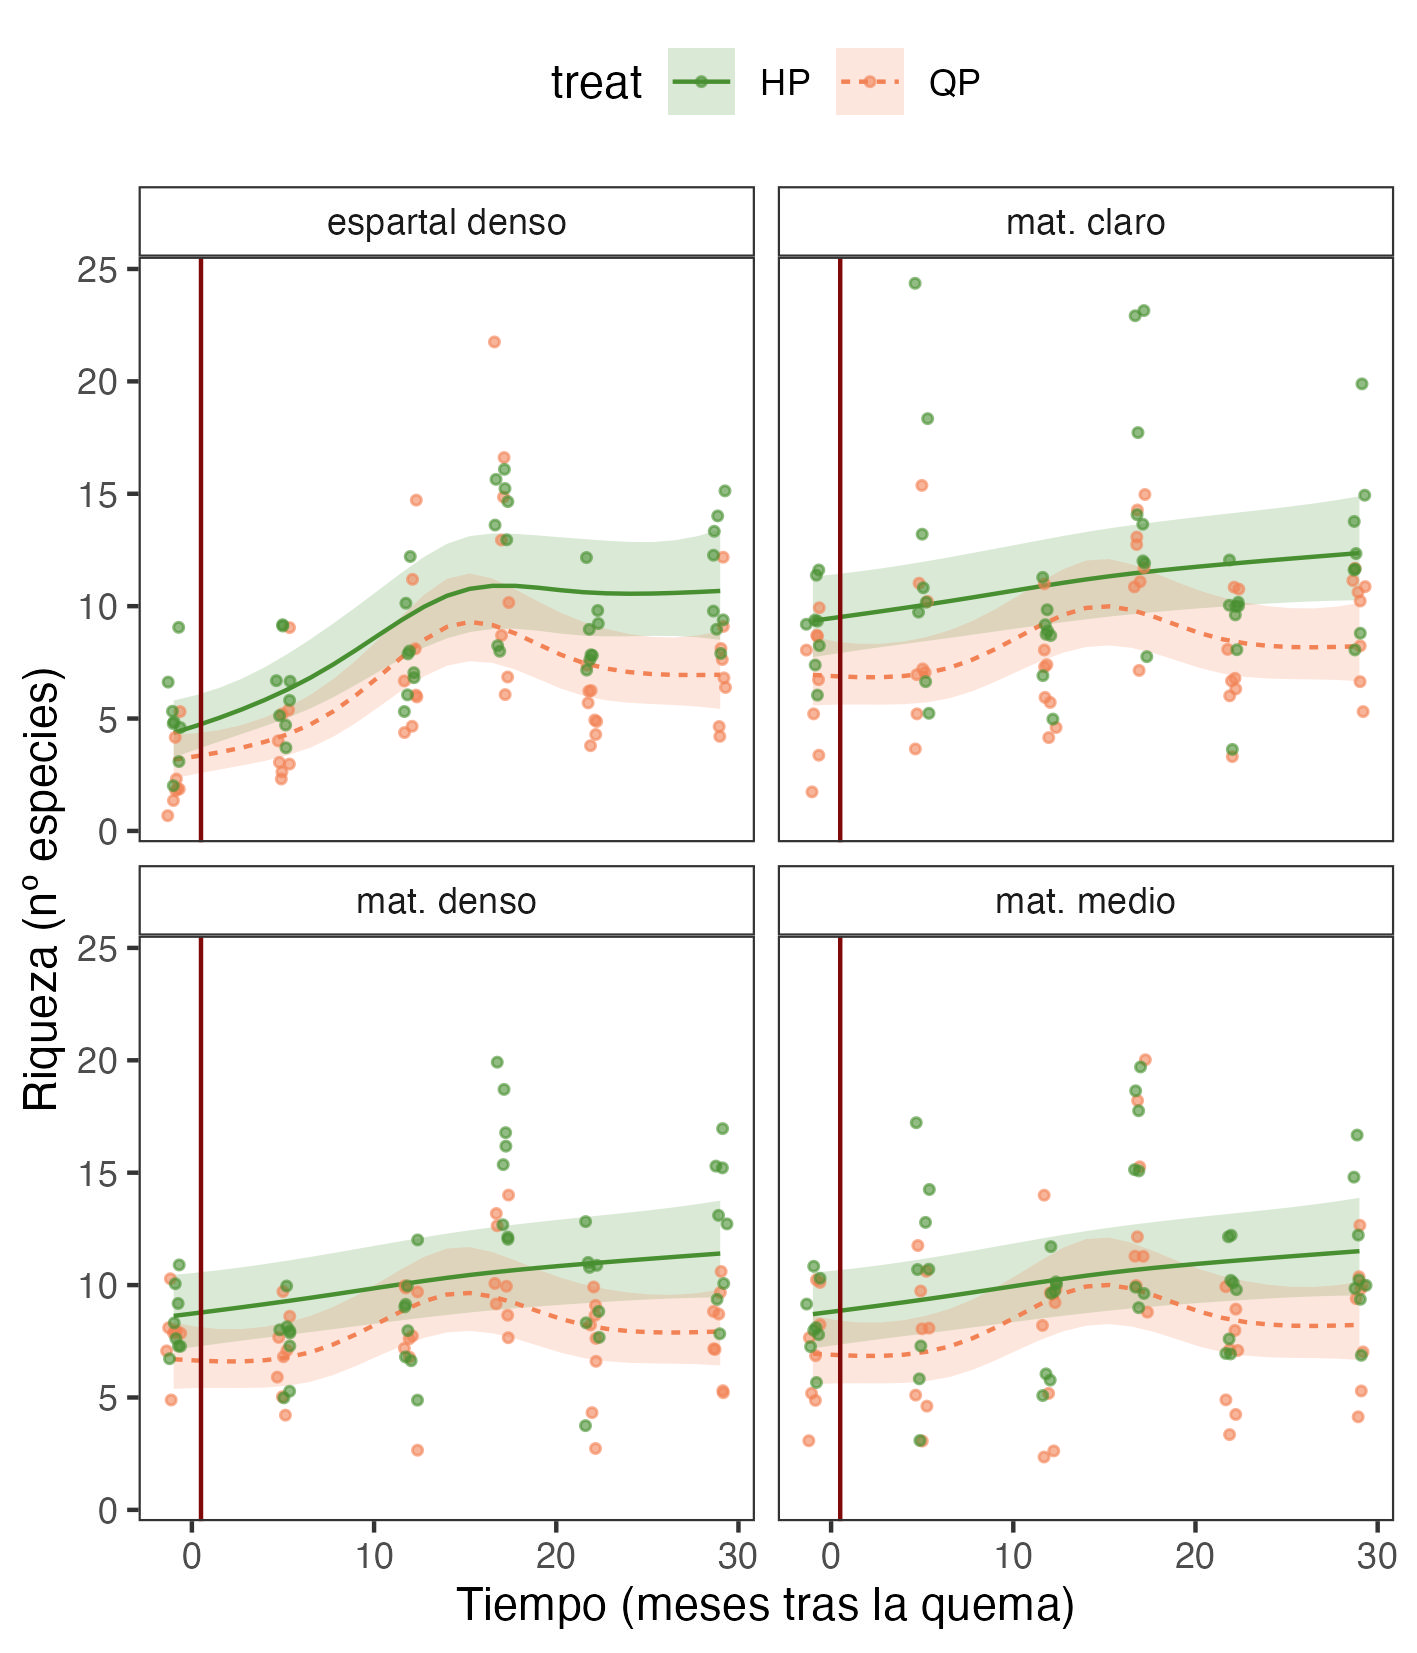 treat HP QP
espartal denso mat. claro
25
20
15
10
5
0
mat. denso mat. medio
25
20
15
10
5
0
0 10 20 30 0 10 20 30
Tiempo (meses tras la quema)
Riqueza (nº especies)